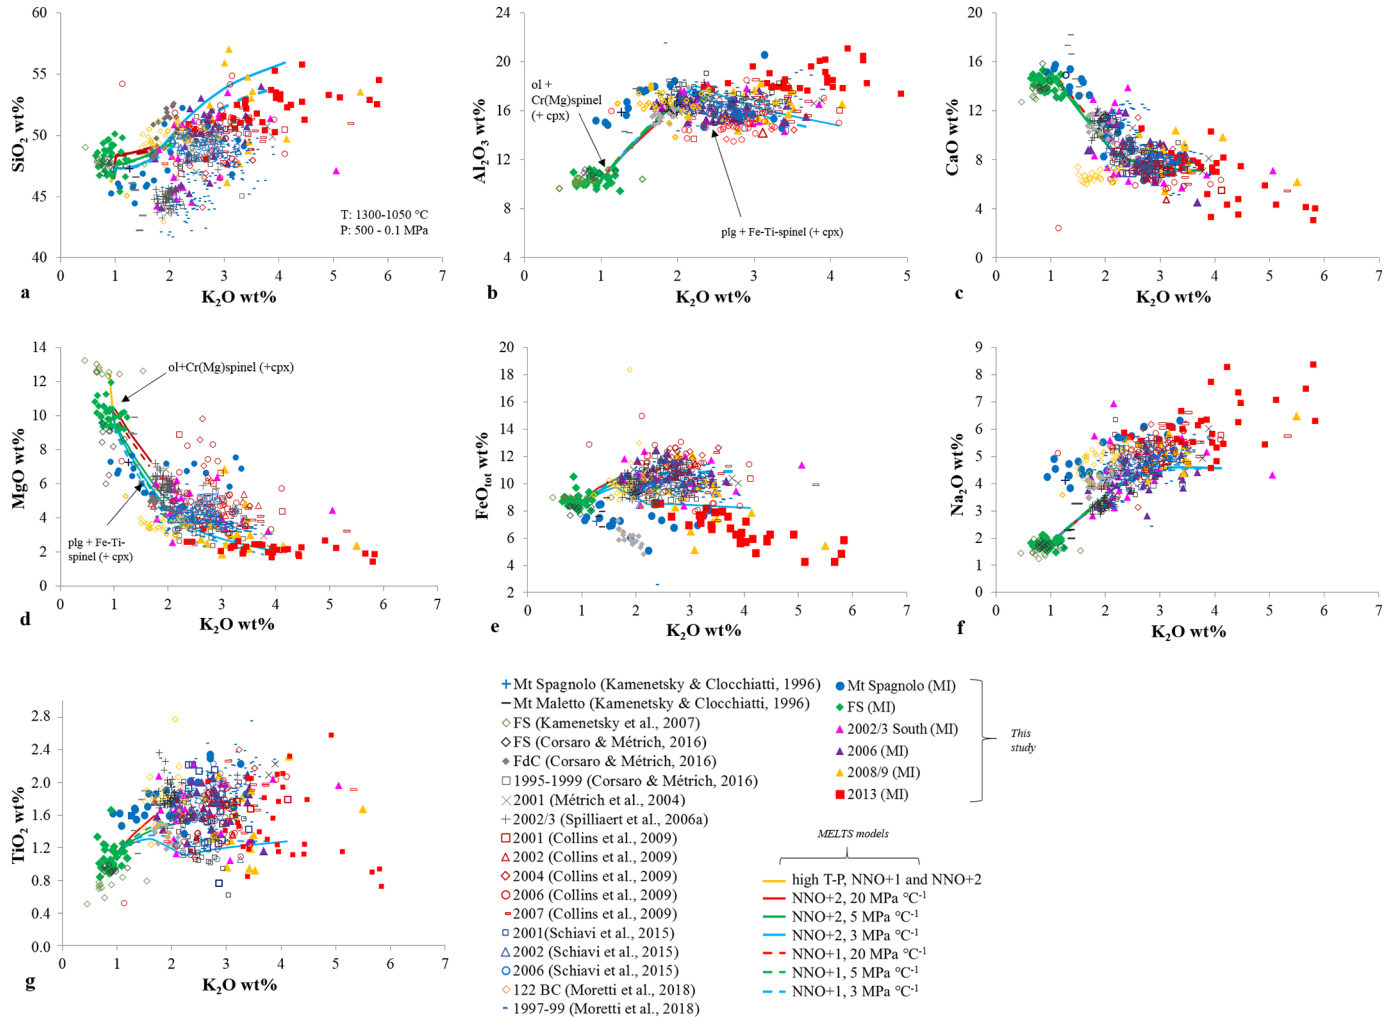 60
55
50
45
40
SiO₂ wt%
T: 1300-1050 °C
P: 500 - 0.1 MPa
0 1 2 3 4 5 6 7
a
K₂O wt%
24
20
16
12
8
4
Al₂O₃ wt%
ol +
Cr(Mg)spinel
(+ cpx)
plg + Fe-Ti-spinel (+ cpx)
0 1 2 3 4 5
b
K₂O wt%
20
16
12
8
4
0
CaO wt%
0 1 2 3 4 5 6 7
c
K₂O wt%
14
12
10
8
6
4
2
0
MgO wt%
ol+Cr(Mg)spinel (+cpx)
plg + Fe-Ti-
spinel (+ cpx)
0 1 2 3 4 5 6 7
d
K₂O wt%
20
18
16
14
12
10
8
6
4
2
FeOtot wt%
0 1 2 3 4 5 6 7
e
K₂O wt%
9
8
7
6
5
4
3
2
1
0
Na₂O wt%
0 1 2 3 4 5 6 7
f
K₂O wt%
2.8
2.4
2.0
1.6
1.2
0.8
0.4
0.0
TiO₂ wt%
0 1 2 3 4 5 6 7
g
K₂O wt%
Mt Spagnolo (Kamenetsky & Clocchiatti, 1996)
Mt Maletto (Kamenetsky & Clocchiatti, 1996)
FS (Kamenetsky et al., 2007)
FS (Corsaro & Métrich, 2016)
FdC (Corsaro & Métrich, 2016)
1995-1999 (Corsaro & Métrich, 2016)
2001 (Métrich et al., 2004)
2002/3 (Spilliaert et al., 2006a)
2001 (Collins et al., 2009)
2002 (Collins et al., 2009)
2004 (Collins et al., 2009)
2006 (Collins et al., 2009)
2007 (Collins et al., 2009)
2001(Schiavi et al., 2015)
2002 (Schiavi et al., 2015)
2006 (Schiavi et al., 2015)
122 BC (Moretti et al., 2018)
1997-99 (Moretti et al., 2018)
Mt Spagnolo (MI)
FS (MI)
2002/3 South (MI)
2006 (MI)
2008/9 (MI)
2013 (MI)
This
study
MELTS models
high T-P, NNO+1 and NNO+2
NNO+2, 20 MPa °C⁻¹
NNO+2, 5 MPa °C⁻¹
NNO+2, 3 MPa °C⁻¹
NNO+1, 20 MPa °C⁻¹
NNO+1, 5 MPa °C⁻¹
NNO+1, 3 MPa °C⁻¹